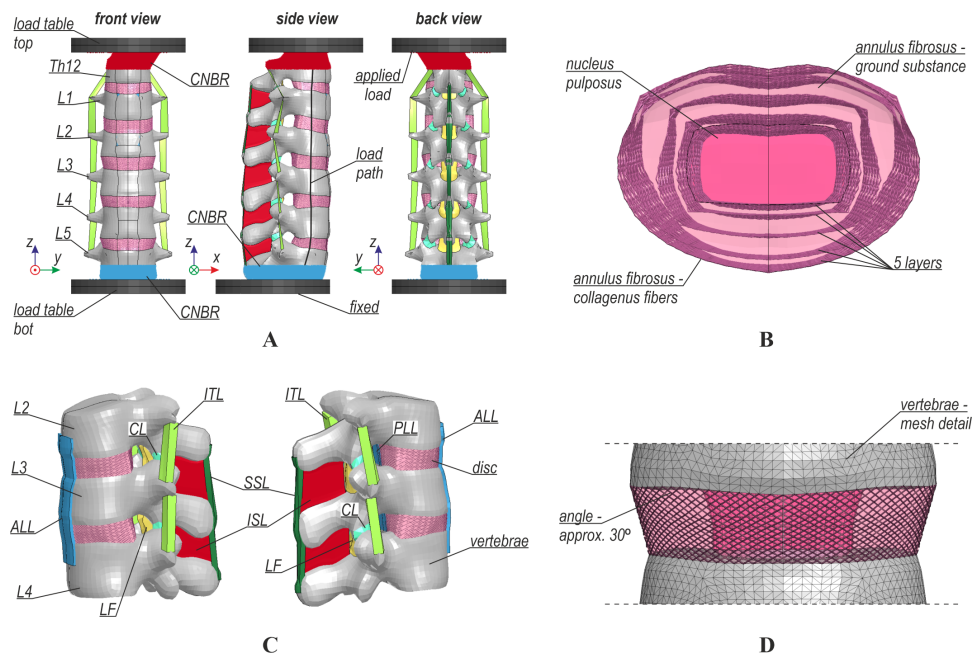 front view
side view
back view
load table
top
Th12
CNBR
applied
load
L1
L2
L3
L4
L5
load
path
CNBR
z
y
z
x
z
y
load table
bot
CNBR
fixed
A
nucleus
pulposus
annulus fibrosus -
ground substance
5 layers
annulus fibrosus -
collagenus fibers
B
L2
CL
ITL
L3
ALL
L4
LF
SSL
ISL
ITL
PLL
ALL
disc
CL
LF
vertebrae
C
vertebrae -
mesh detail
angle -
approx. 30º
D